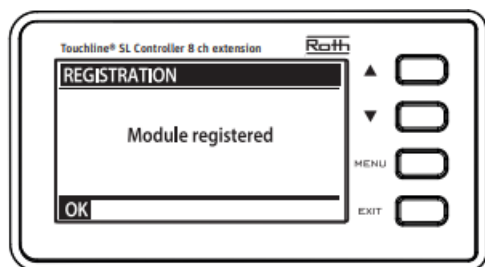 Touchline® SL Controller 8 ch extension
Roth
REGISTRATION
Module registered
OK
MENU
EXIT